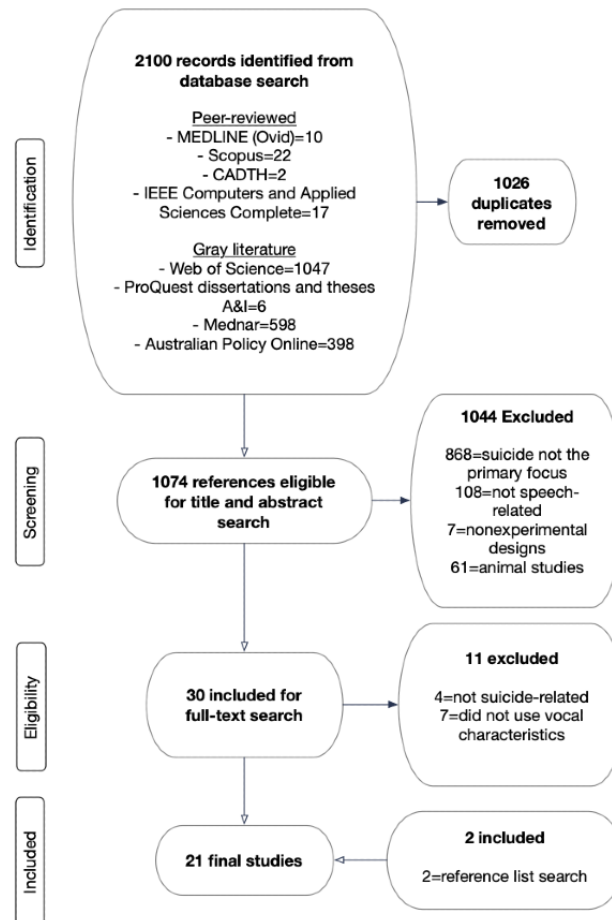 Identification
2100 records identified from
database search
Peer-reviewed
- MEDLINE (Ovid)=10
- Scopus=22
- CADTH=2
- IEEE Computers and Applied
Sciences Complete=17
Gray literature
- Web of Science=1047
- ProQuest dissertations and theses
A&I=6
- Mednar=598
- Australian Policy Online=398
1026
duplicates
removed
Screening
1074 references eligible
for title and abstract
search
1044 Excluded
868=suicide not the
primary focus
108=not speech-
related
7=nonexperimental
designs
61=animal studies
Eligibility
30 included for
full-text search
11 excluded
4=not suicide-related
7=did not use vocal
characteristics
Included
21 final studies
2 included
2=reference list search